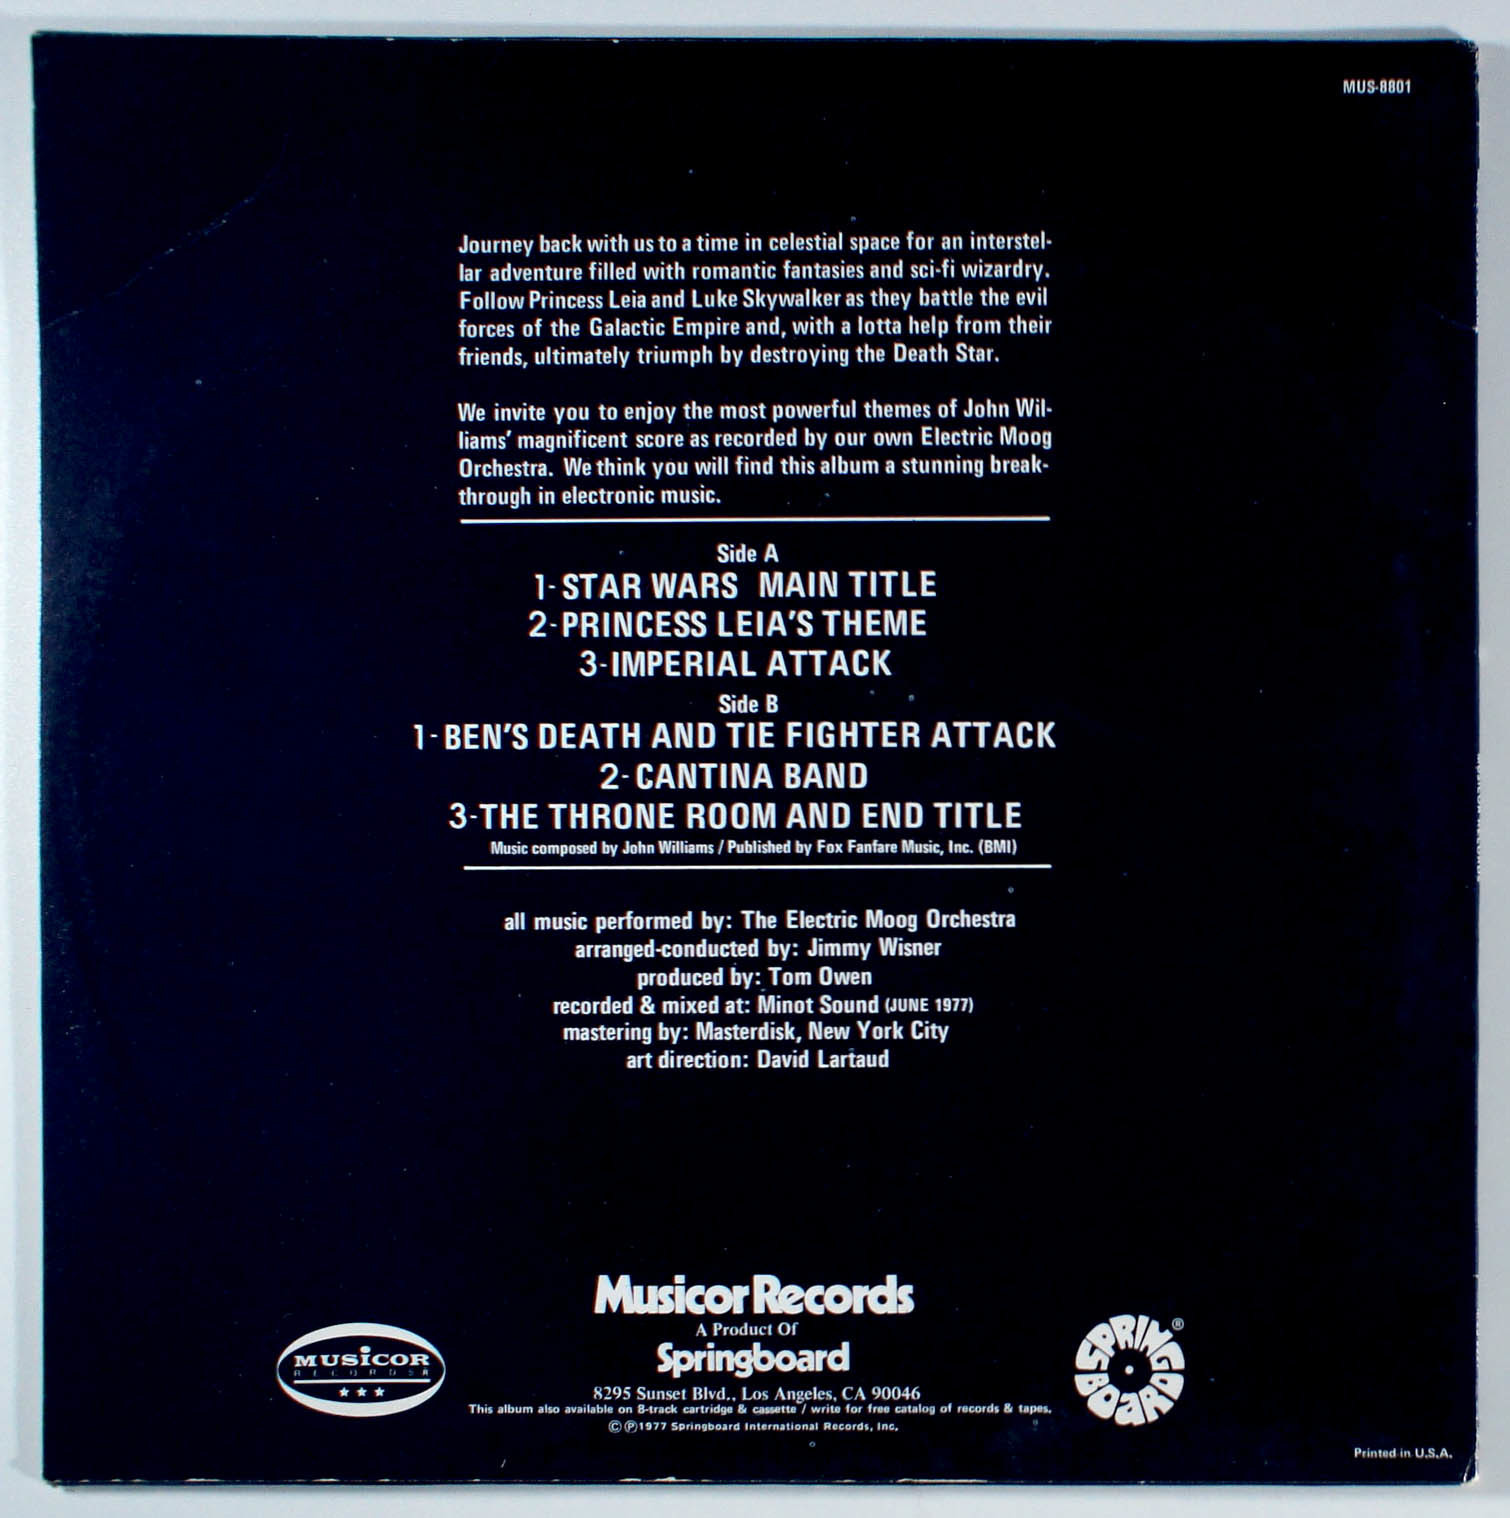 MUS-8801
Journey back with us to a time in celestial space for an interstel-
lar adventure filled with romantic fantasies and sci-fi wizardry.
Follow Princess Leia and Luke Skywalker as they battle the evil
forces of the Galactic Empire and, with a lotta help from their
friends, ultimately triumph by destroying the Death Star.
We invite you to enjoy the most powerful themes of John Wil-
liams' magnificent score as recorded by our own Electric Moog
Orchestra. We think you will find this album a stunning break-
through in electronic music.
Side A
1-STAR WARS MAIN TITLE
2-PRINCESS LEIA'S THEME
3-IMPERIAL ATTACK
Side B
1-BEN'S DEATH AND TIE FIGHTER ATTACK
2-CANTINA BAND
3-THE THRONE ROOM AND END TITLE
Music composed by John Williams / Published by Fox Fanfare Music, Inc. (BMI)
all music performed by: The Electric Moog Orchestra
arranged-conducted by: Jimmy Wisner
produced by: Tom Owen
recorded & mixed at: Minot Sound (JUNE 1977)
mastering by: Masterdisk, New York City
art direction: David Lartaud
Musicor Records
A Product Of
Springboard
8295 Sunset Blvd., Los Angeles, CA 90046
This album also available on 8-track cartridge & cassette / write for free catalog of records & tapes.
©℗1977 Springboard International Records, Inc.
MUSICOR
RECORDS
SPRING
BOARD
®
Printed in U.S.A.